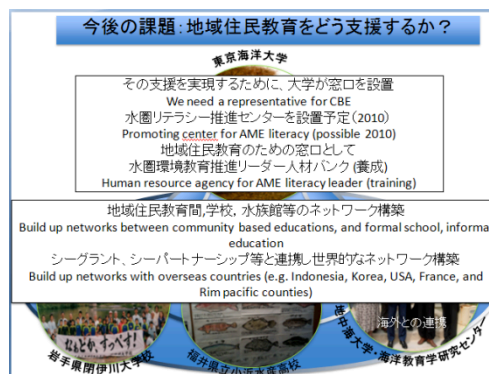 今後の課題：地域住民教育をどう支援するか？
東京海洋大学
その支援を実現するために、大学が窓口を設置
We need a representative for CBE
水圏リテラシー推進センターを設置予定（2010）
Promoting center for AME literacy (possible 2010)
地域住民教育のための窓口として
水圏環境教育推進リーダー人材バンク（養成）
Human resource agency for AME literacy leader (training)
地域住民教育間,学校，水族館等のネットワーク構築
Build up networks between community based educations, and formal school, informa
education
シーグラント、シーパートナーシップ等と連携し世界的なネットワーク構築
Build up networks with overseas countries (e.g. Indonesia, Korea, USA, France, and
Rim pacific counties)
なんとか、すっぺす！
海外との連携
岩手県閉伊川大学校
福井県立小浜水産高校
地中海大学・海洋教育学研究センター